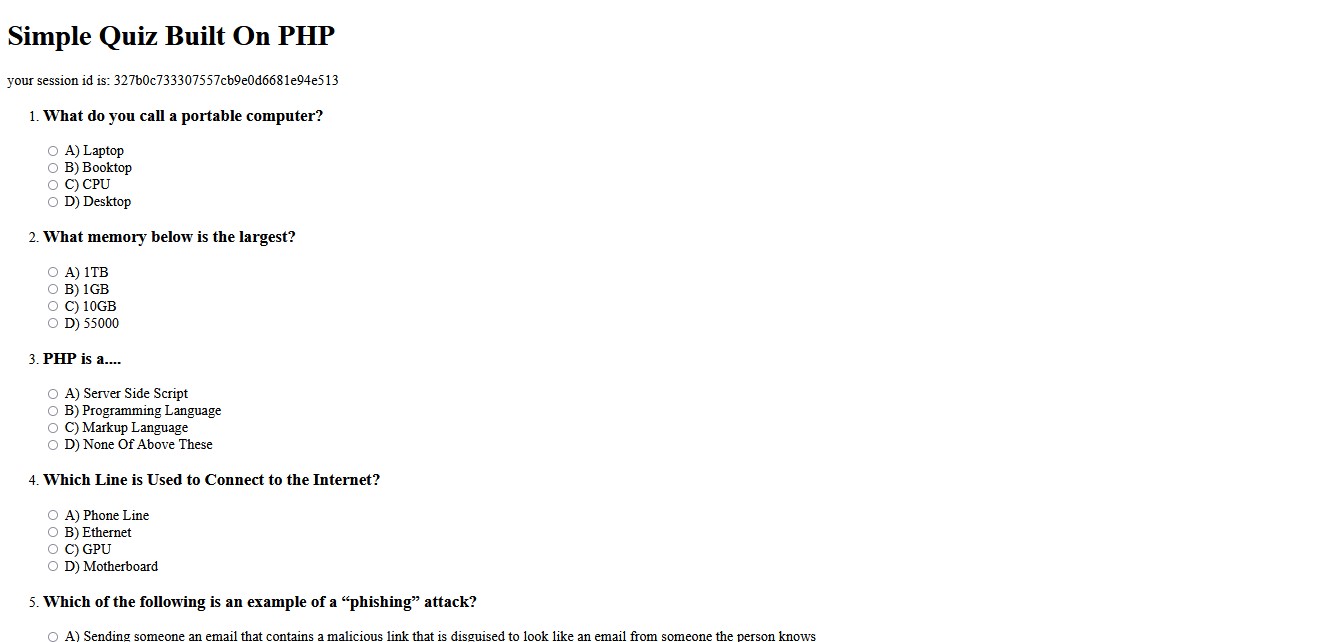 Simple Quiz Built On PHP
your session id is: 327b0c733307557cb9e0d6681e94e513
1. What do you call a portable computer?
A) Laptop
B) Booktop
C) CPU
D) Desktop
2. What memory below is the largest?
A) 1TB
B) 1GB
C) 10GB
D) 55000
3. PHP is a....
A) Server Side Script
B) Programming Language
C) Markup Language
D) None Of Above These
4. Which Line is Used to Connect to the Internet?
A) Phone Line
B) Ethernet
C) GPU
D) Motherboard
5. Which of the following is an example of a “phishing” attack?
A) Sending someone an email that contains a malicious link that is disguised to look like an email from someone the person knows